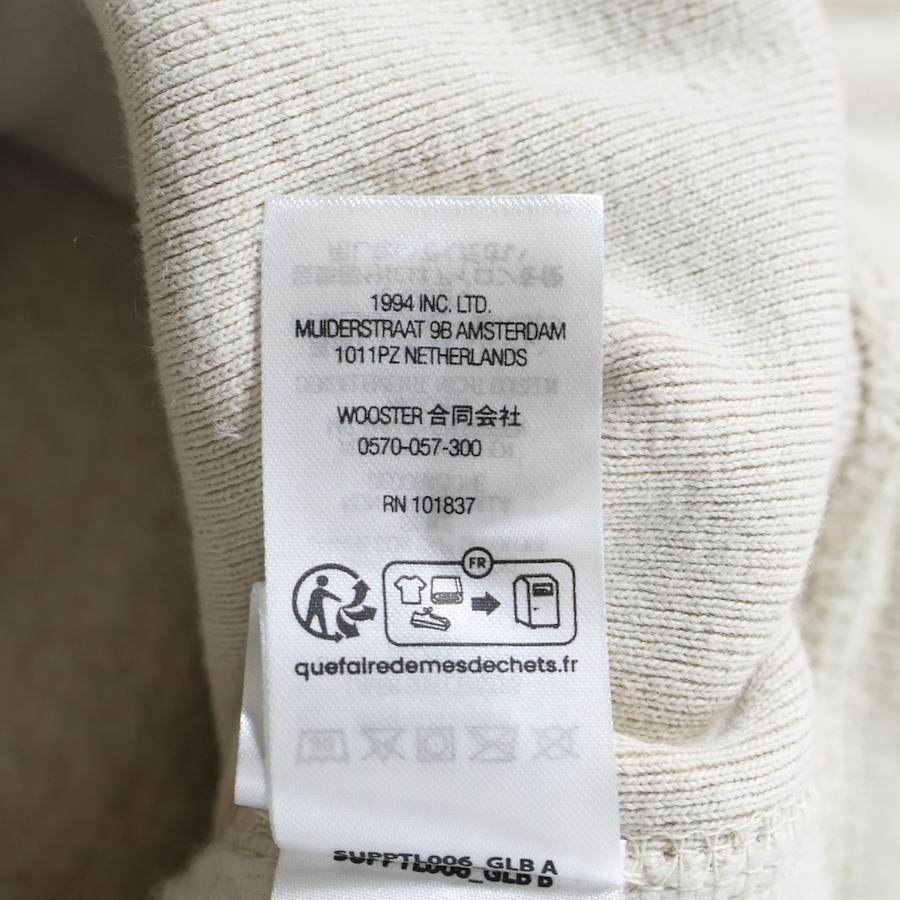 1994 INC. LTD.
MUIDERSTRAAT 9B AMSTERDAM
1011PZ NETHERLANDS
WOOSTER 合同会社
0570-057-300
RN 101837
FR
quefairedemesdechets.fr
SUPPTL006_GLB A